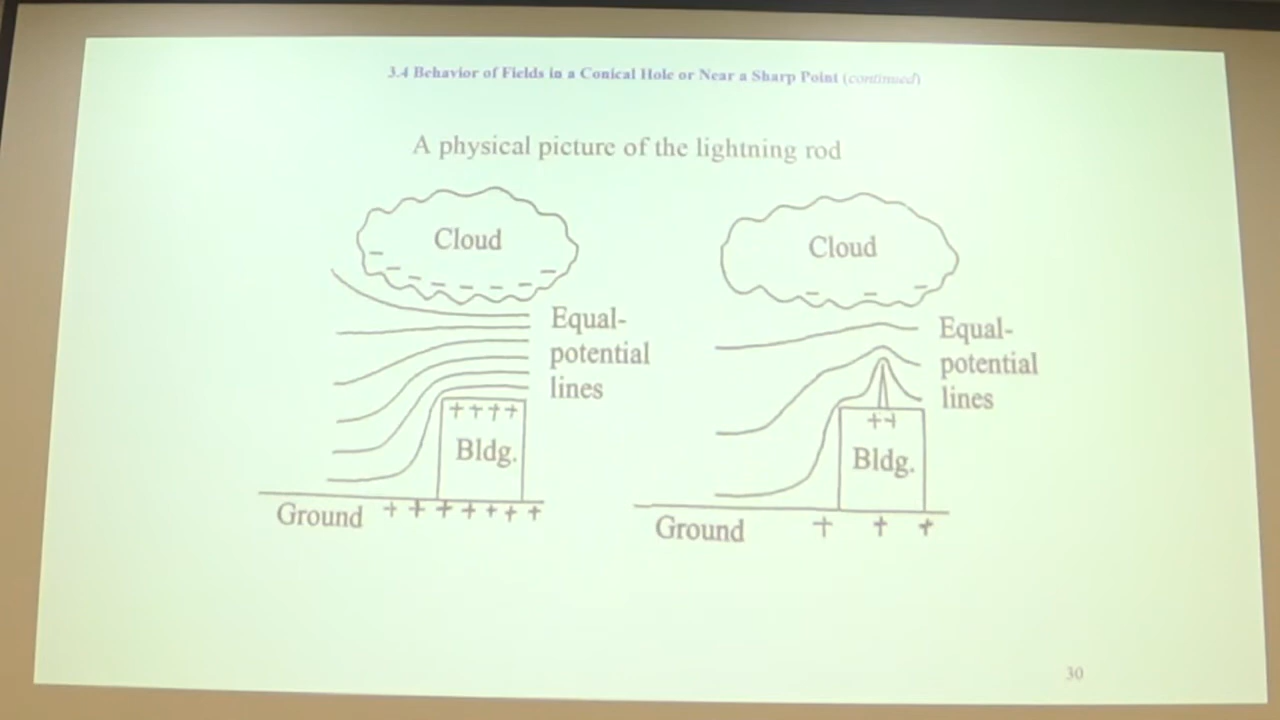 3.4 Behavior of Fields in a Conical Hole or Near a Sharp Point (continued)
A physical picture of the lightning rod
Cloud
Equal-
potential
lines
++++
Bldg.
Ground + + + + + + +
Cloud
Equal-
potential
lines
++
Bldg.
Ground + + +
30